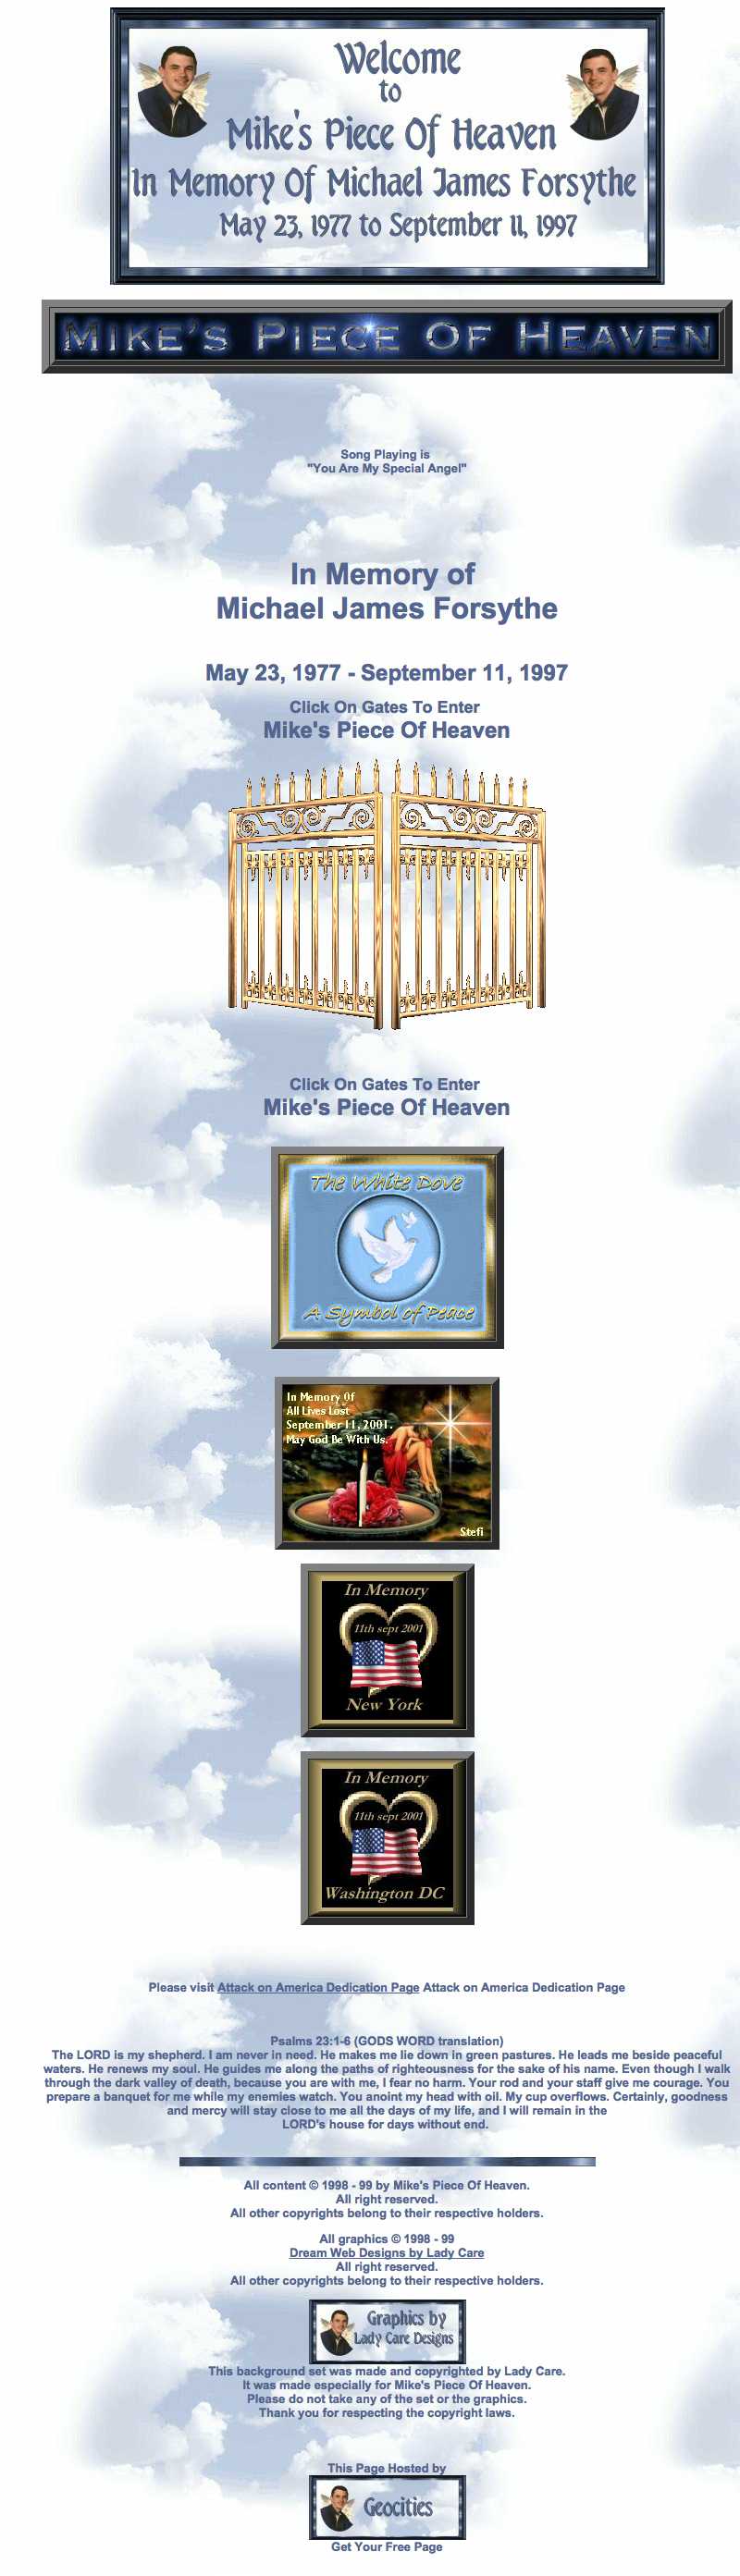 Welcome
to
Mike's Piece Of Heaven
In Memory Of Michael James Forsythe
May 23, 1977 to September 11, 1997
MIKE'S PIECE OF HEAVEN
Song Playing is
"You Are My Special Angel"
In Memory of
Michael James Forsythe
May 23, 1977 - September 11, 1997
Click On Gates To Enter
Mike's Piece Of Heaven
Click On Gates To Enter
Mike's Piece Of Heaven
The White Dove
A Symbol of Peace
In Memory Of
All Lives Lost
September 11, 2001.
May God Be With Us.
Stefi
In Memory
11th sept 2001
New York
In Memory
11th sept 2001
Washington DC
Please visit Attack on America Dedication Page Attack on America Dedication Page
Psalms 23:1-6 (GODS WORD translation)
The LORD is my shepherd. I am never in need. He makes me lie down in green pastures. He leads me beside peaceful
waters. He renews my soul. He guides me along the paths of righteousness for the sake of his name. Even though I walk
through the dark valley of death, because you are with me, I fear no harm. Your rod and your staff give me courage. You
prepare a banquet for me while my enemies watch. You anoint my head with oil. My cup overflows. Certainly, goodness
and mercy will stay close to me all the days of my life, and I will remain in the
LORD's house for days without end.
All content © 1998 - 99 by Mike's Piece Of Heaven.
All right reserved.
All other copyrights belong to their respective holders.
All graphics © 1998 - 99
Dream Web Designs by Lady Care
All right reserved.
All other copyrights belong to their respective holders.
Graphics by
Lady Care Designs
This background set was made and copyrighted by Lady Care.
It was made especially for Mike's Piece Of Heaven.
Please do not take any of the set or the graphics.
Thank you for respecting the copyright laws.
This Page Hosted by
Geocities
Get Your Free Page